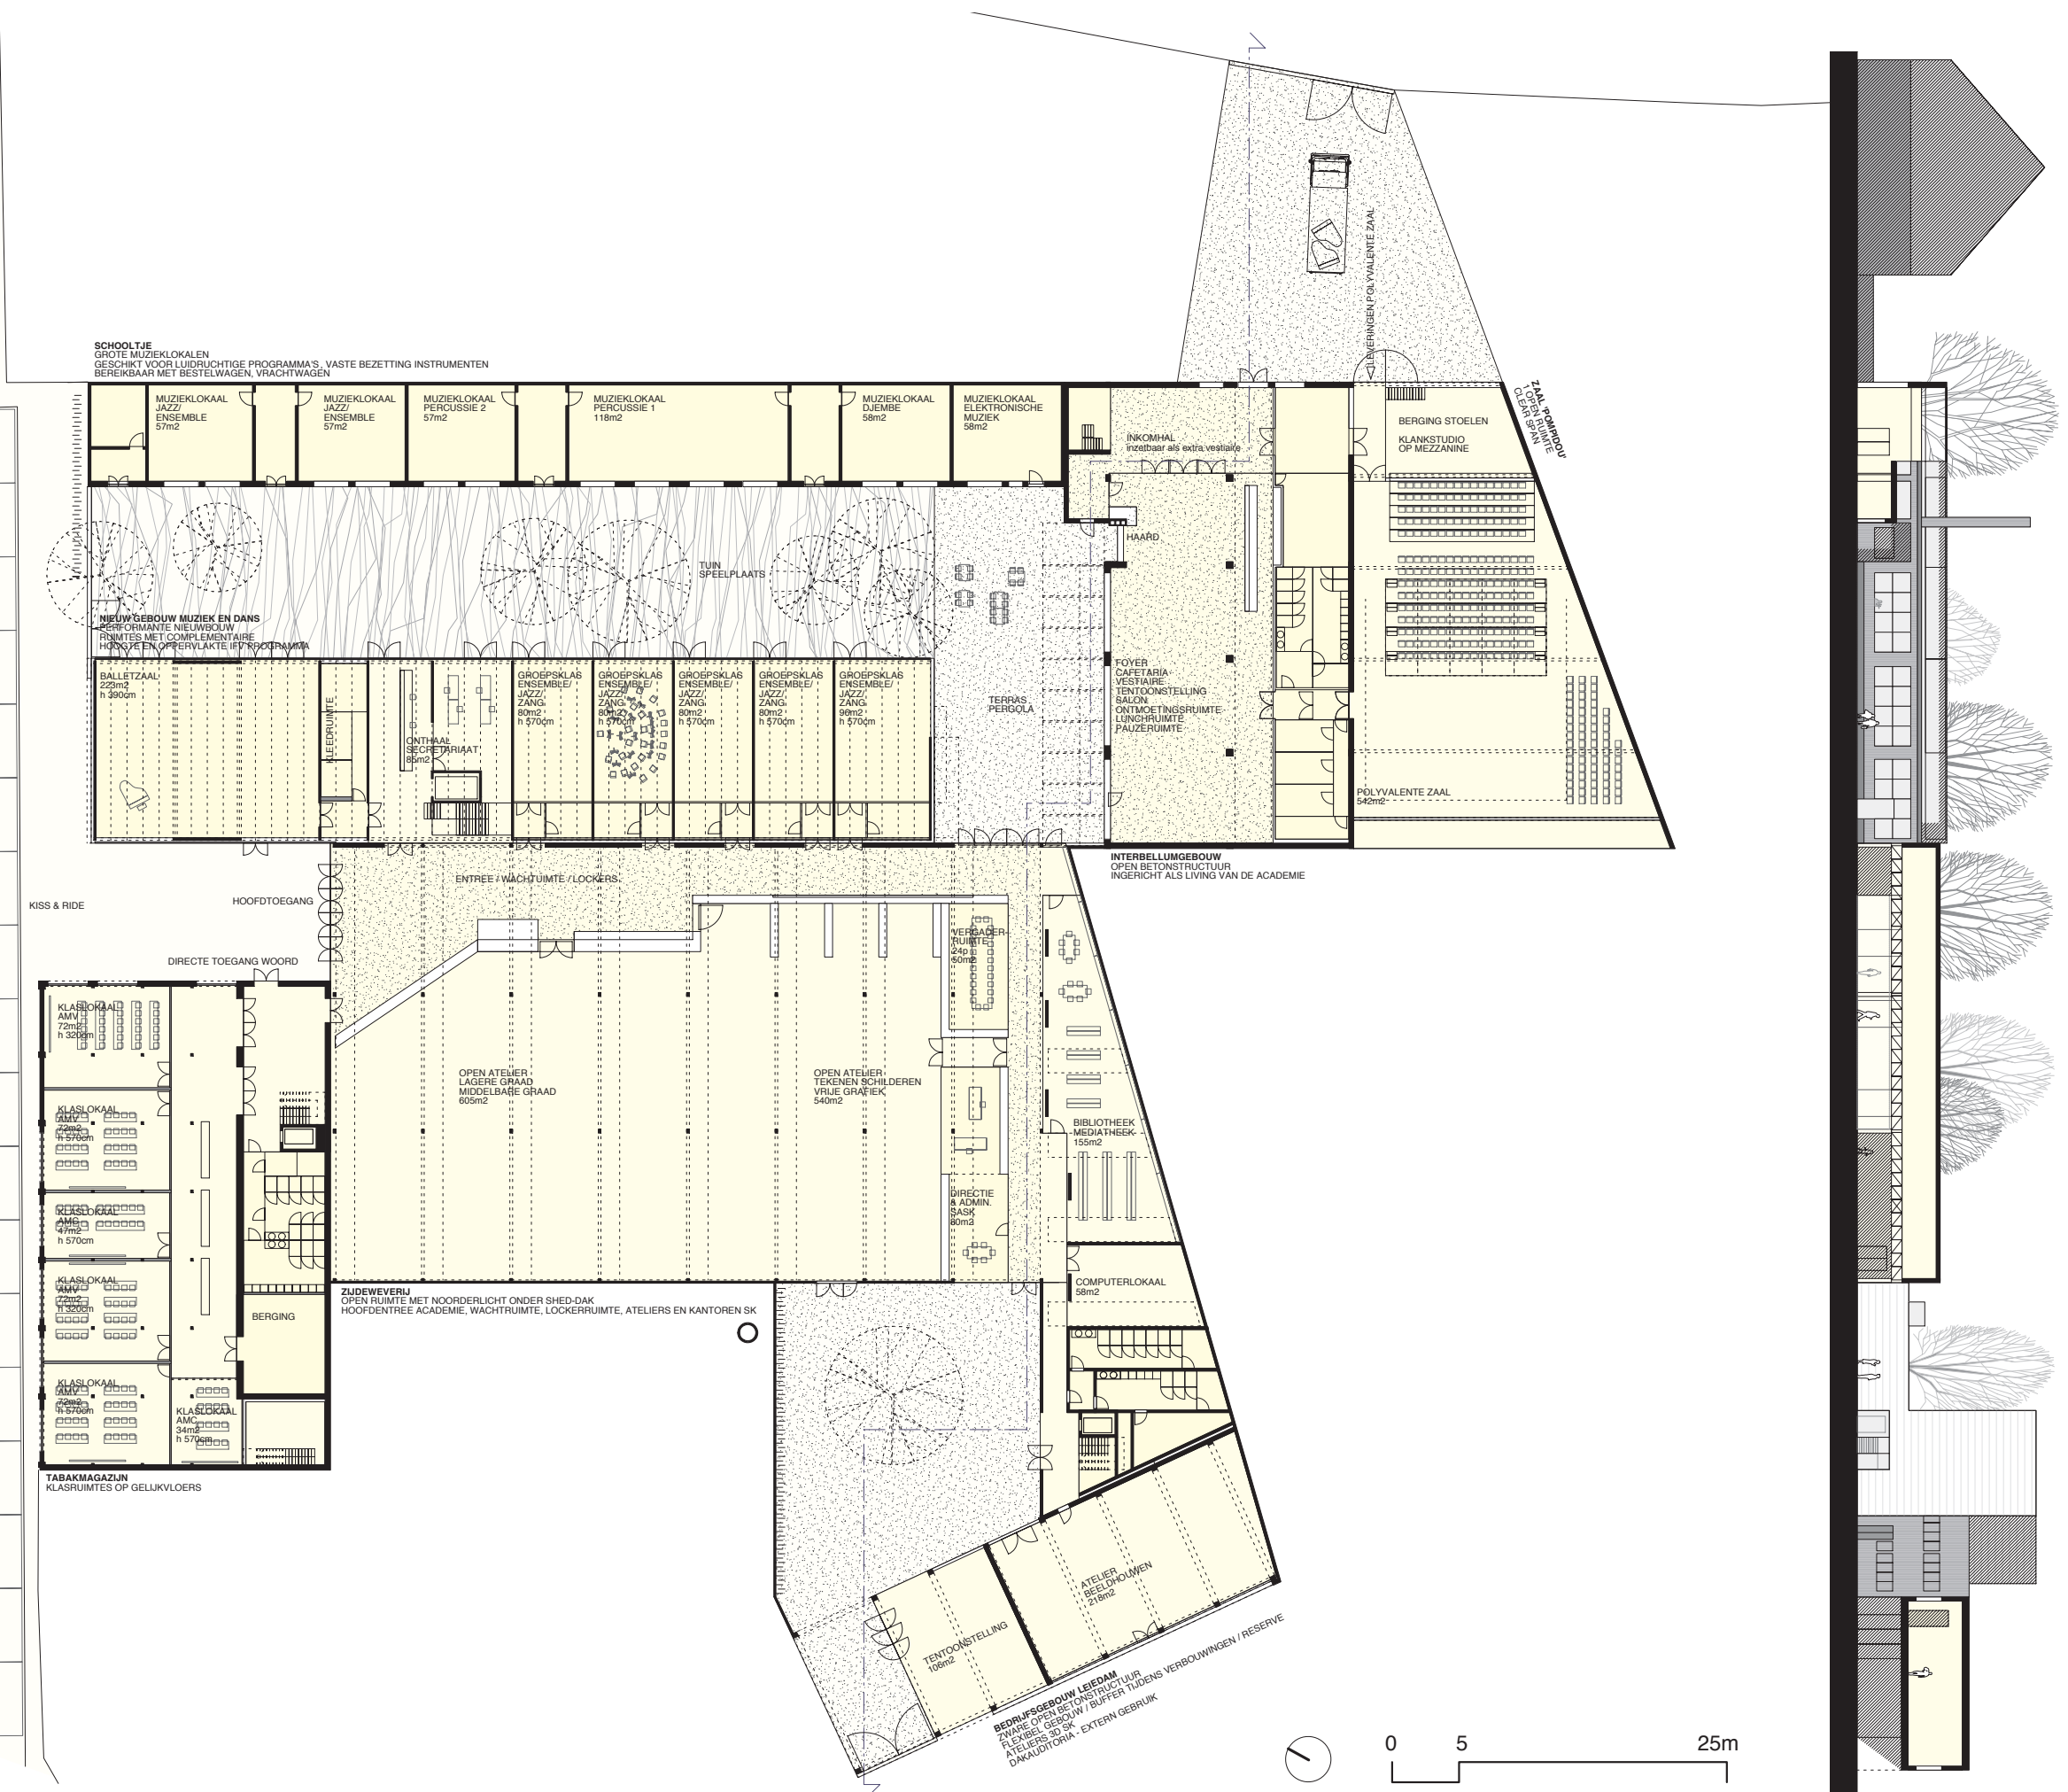 LEVERINGEN POLYVALENTE ZAAL
SCHOOLTJE
GROTE MUZIEKLOKALEN
GESCHIKT VOOR LUIDRUCHTIGE PROGRAMMA'S, VASTE BEZETTING INSTRUMENTEN
BEREIKBAAR MET BESTELWAGEN, VRACHTWAGEN
MUZIEKLOKAAL
JAZZ/
ENSEMBLE
57m2
MUZIEKLOKAAL
JAZZ/
ENSEMBLE
57m2
MUZIEKLOKAAL
PERCUSSIE 2
57m2
MUZIEKLOKAAL
PERCUSSIE 1
118m2
MUZIEKLOKAAL
DJEMBE
58m2
MUZIEKLOKAAL
ELEKTRONISCHE
MUZIEK
58m2
INKOMHAL
inzetbaar als extra vestiaire
BERGING STOELEN
KLANKSTUDIO
OP MEZZANINE
ZAAL 'POMPIDOU'
1 OPEN RUIMTE
CLEAR SPAN
HAARD
TUIN
SPEELPLAATS
NIEUW GEBOUW MUZIEK EN DANS
PERFORMANTE NIEUWBOUW
RUIMTES MET COMPLEMENTAIRE
HOOGTE EN OPPERVLAKTE IFV PROGRAMMA
BALLETZAAL
223m2
h 390cm
KLEEDRUIMTE
ONTHAAL
SECRETARIAAT
85m2
GROEPSKLAS
ENSEMBLE/
JAZZ/
ZANG
80m2
h 570cm
GROEPSKLAS
ENSEMBLE/
JAZZ/
ZANG
80m2
h 570cm
GROEPSKLAS
ENSEMBLE/
JAZZ/
ZANG
80m2
h 570cm
GROEPSKLAS
ENSEMBLE/
JAZZ/
ZANG
80m2
h 570cm
GROEPSKLAS
ENSEMBLE/
JAZZ/
ZANG
96m2
h 570cm
TERRAS
PERGOLA
FOYER
CAFETARIA
VESTIAIRE
TENTOONSTELLING
SALON
ONTMOETINGSRUIMTE
LUNCHRUIMTE
PAUZERUIMTE
POLYVALENTE ZAAL
542m2
INTERBELLUMGEBOUW
OPEN BETONSTRUCTUUR
INGERICHT ALS LIVING VAN DE ACADEMIE
ENTREE / WACHTUIMTE / LOCKERS
KISS & RIDE
HOOFDTOEGANG
DIRECTE TOEGANG WOORD
VERGADER-
RUIMTE
24p
50m2
KLASLOKAAL
AMV
72m2
h 320cm
KLASLOKAAL
AMV
72m2
h 570cm
KLASLOKAAL
AMC
47m2
h 570cm
KLASLOKAAL
AMV
72m2
h 320cm
KLASLOKAAL
AMV
72m2
h 570cm
KLASLOKAAL
AMC
34m2
h 570cm
BERGING
OPEN ATELIER
LAGERE GRAAD
MIDDELBARE GRAAD
605m2
OPEN ATELIER
TEKENEN SCHILDEREN
VRIJE GRAFIEK
540m2
BIBLIOTHEEK
MEDIATHEEK
155m2
DIRECTIE
& ADMIN.
SASK
80m2
COMPUTERLOKAAL
58m2
ZIJDEWEVERIJ
OPEN RUIMTE MET NOORDERLICHT ONDER SHED-DAK
HOOFDENTREE ACADEMIE, WACHTRUIMTE, LOCKERRUIMTE, ATELIERS EN KANTOREN SK
TABAKMAGAZIJN
KLASRUIMTES OP GELIJKVLOERS
ATELIER
BEELDHOUWEN
218m2
TENTOONSTELLING
106m2
BEDRIJFSGEBOUW LEIEDAM
ZWARE OPEN BETONSTRUCTUUR
FLEXIBEL GEBOUW / BUFFER TIJDENS VERBOUWINGEN / RESERVE
ATELIERS 3D SK
DAKAUDITORIA - EXTERN GEBRUIK
0 5 25m